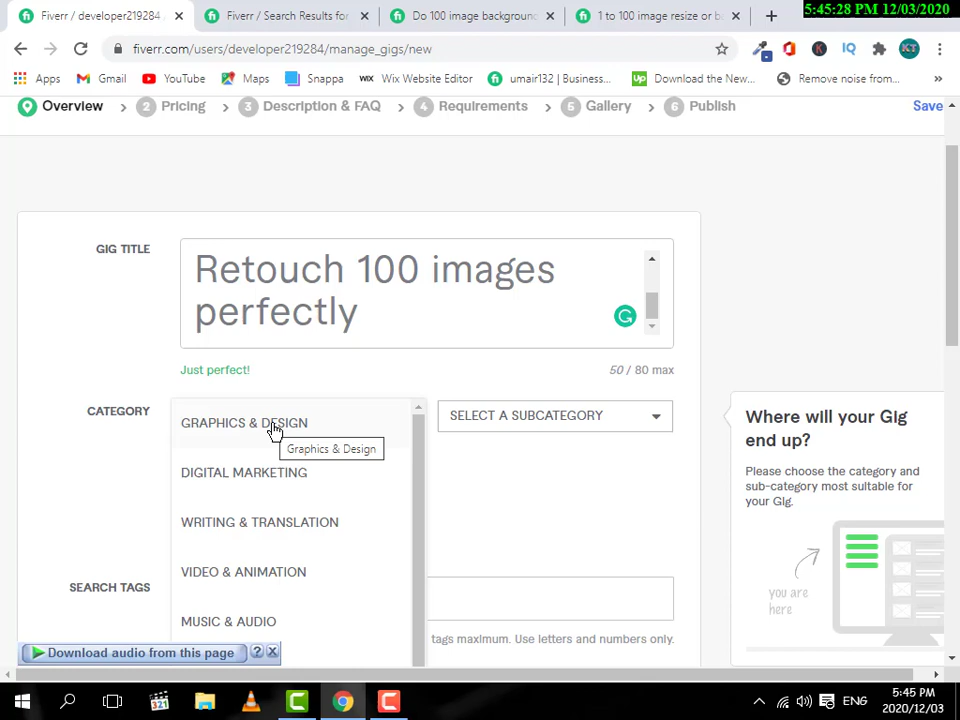 Fiverr / developer219284
Fiverr / Search Results for
Do 100 image background
1 to 100 image resize or b
5:45:28 PM 12/03/2020
fiverr.com/users/developer219284/manage_gigs/new
Apps
Gmail
YouTube
Maps
Snappa
WIX Wix Website Editor
umair132 | Business...
Download the New...
Remove noise from...
»
Overview
2 Pricing
3 Description & FAQ
4 Requirements
5 Gallery
6 Publish
Save
GIG TITLE
Retouch 100 images
perfectly
Just perfect!
50 / 80 max
CATEGORY
GRAPHICS & DESIGN
Graphics & Design
DIGITAL MARKETING
WRITING & TRANSLATION
VIDEO & ANIMATION
MUSIC & AUDIO
SELECT A SUBCATEGORY
Where will your Gig
end up?
Please choose the category and
sub-category most suitable for
your Gig.
you are
here
SEARCH TAGS
tags maximum. Use letters and numbers only.
Download audio from this page
?
ENG
5:45 PM
2020/12/03